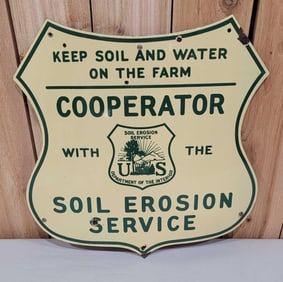 KEEP SOIL AND WATER
ON THE FARM
COOPERATOR
WITH
SOIL EROSION
SERVICE
U S
DEPARTMENT OF THE INTERIOR
THE
SOIL EROSION
SERVICE